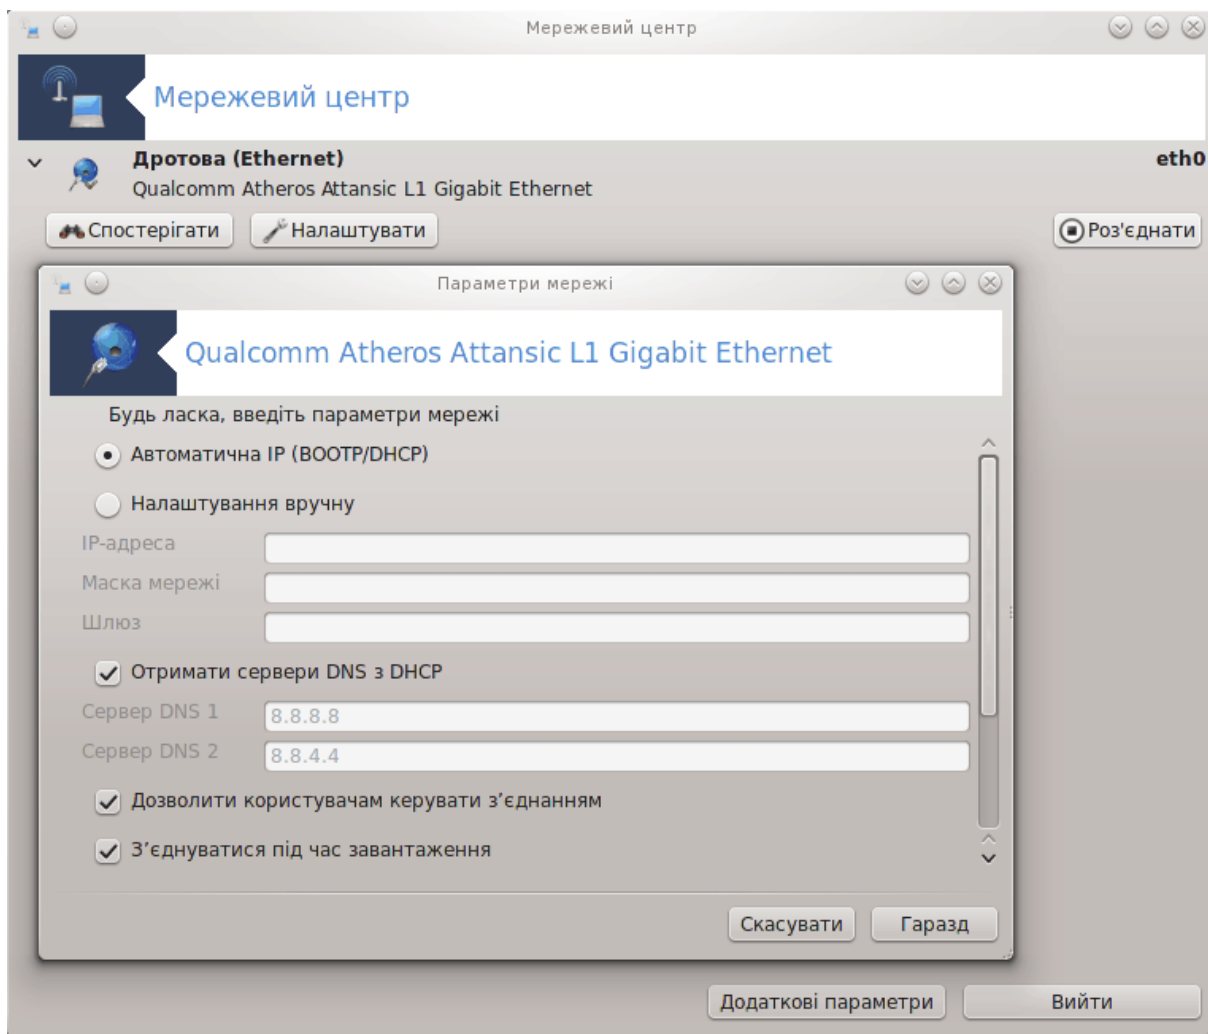 Мережевий центр
Мережевий центр
Дротова (Ethernet) eth0
Qualcomm Atheros Attansic L1 Gigabit Ethernet
Спостерігати Налаштувати Роз'єднати
Параметри мережі
Qualcomm Atheros Attansic L1 Gigabit Ethernet
Будь ласка, введіть параметри мережі
Автоматична IP (BOOTP/DHCP)
Налаштування вручну
IP-адреса
Маска мережі
Шлюз
Отримати сервери DNS з DHCP
Сервер DNS 1 8.8.8.8
Сервер DNS 2 8.8.4.4
Дозволити користувачам керувати з’єднанням
З’єднуватися під час завантаження
Скасувати Гаразд
Додаткові параметри Вийти